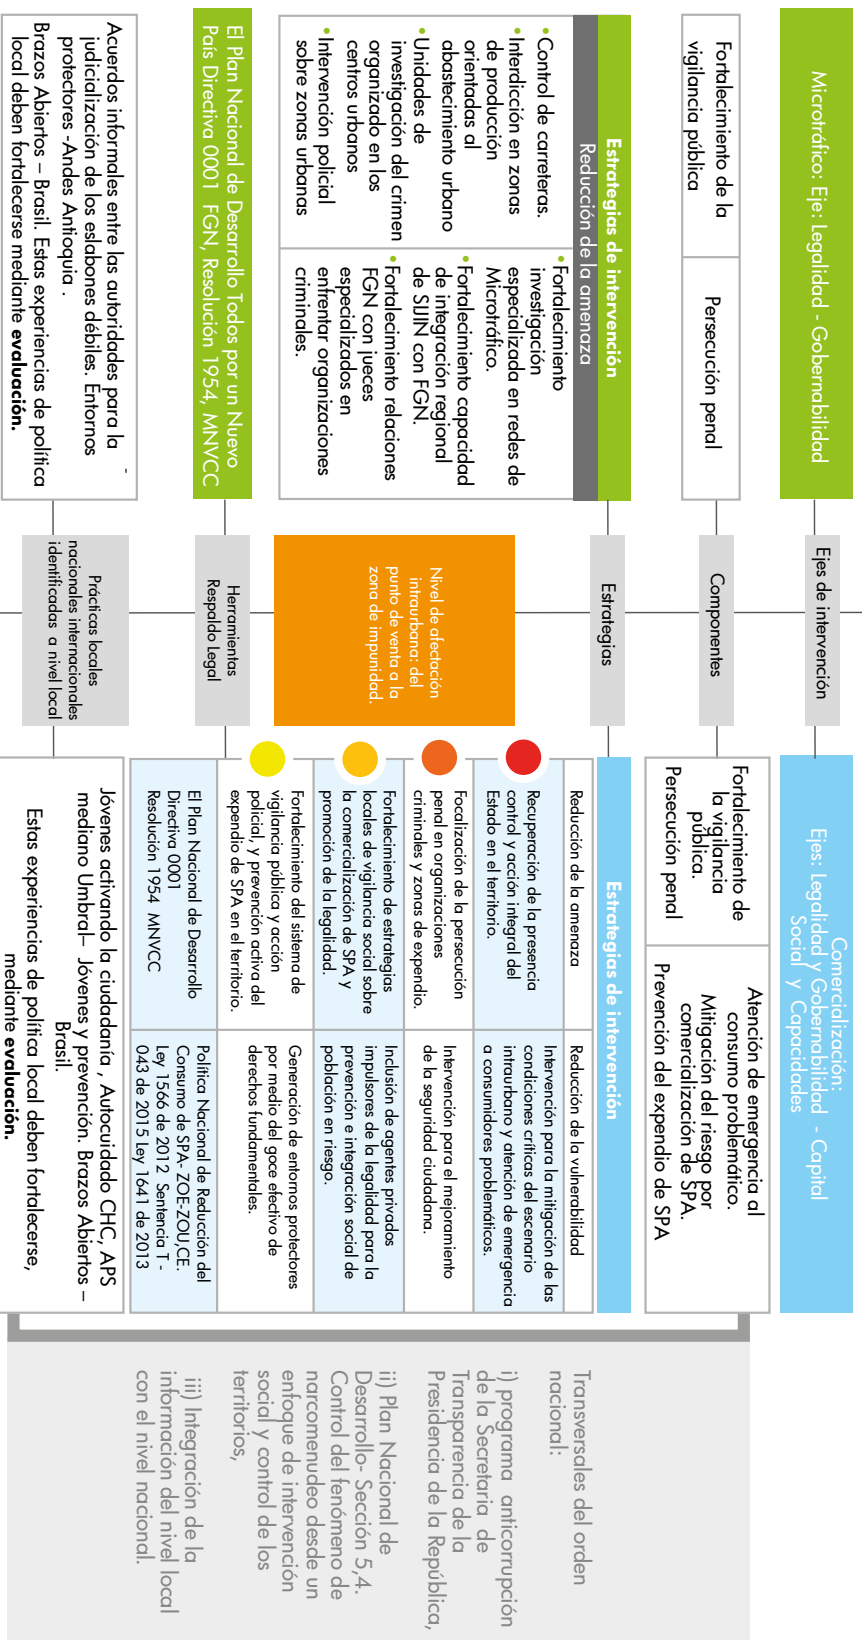 Microtráfico: Eje: Legalidad - Gobernabilidad
Ejes de intervención
Comercialización:
Ejes: Legalidad y Gobernabilidad - Capital
Social y Capacidades
Fortalecimiento de la
vigilancia pública
Persecución penal
Componentes
Fortalecimiento de
la vigilancia
pública.
Persecución penal
Atención de emergencia al
consumo problemático.
Mitigación del riesgo por
comercialización de SPA.
Prevención del expendio de SPA
Estrategias de intervención
Reducción de la amenaza
• Control de carreteras.
• Interdicción en zonas
de producción
orientadas al
abastecimiento urbano
• Unidades de
investigación del crimen
organizado en los
centros urbanos
• Intervención policial
sobre zonas urbanas
• Fortalecimiento
investigación
especializada en redes de
Microtráfico.
• Fortalecimiento capacidad
de integración regional
de SIJIN con FGN.
• Fortalecimiento relaciones
FGN con jueces
especializados en
enfrentar organizaciones
criminales.
Estrategias
Nivel de afectación
intraurbana: del
punto de venta a la
zona de impunidad.
Estrategias de intervención
Reducción de la amenaza
Reducción de la vulnerabilidad
Recuperación de la presencia
control y acción integral del
Estado en el territorio.
Intervención para la mitigación de las
condiciones críticas del escenario
intraurbano y atención de emergencia
a consumidores problemáticos.
Focalización de la persecución
penal en organizaciones
criminales y zonas de expendio.
Intervención para el mejoramiento
de la seguridad ciudadana.
Fortalecimiento de estrategias
locales de vigilancia social sobre
la comercialización de SPA y
promoción de la legalidad.
Inclusión de agentes privados
impulsores de la legalidad para la
prevención e integración social de
población en riesgo.
Fortalecimiento del sistema de
vigilancia pública y acción
policial, y prevención activa del
expendio de SPA en el territorio.
Generación de entornos protectores
por medio del goce efectivo de
derechos fundamentales.
El Plan Nacional de Desarrollo Todos por un Nuevo
País Directiva 0001 FGN, Resolución 1954, MNVCC
Herramientas
Respaldo Legal
El Plan Nacional de Desarrollo
Directiva 0001
Resolución 1954 MNVCC
Política Nacional de Reducción del
Consumo de SPA- ZOE-ZOU,CE.
Ley 1566 de 2012 Sentencia T -
043 de 2015 Ley 1641 de 2013
-
Acuerdos informales entre las autoridades para la
judicialización de los eslabones débiles. Entornos
protectores -Andes Antioquia .
Brazos Abiertos – Brasil. Estas experiencias de política
local deben fortalecerse mediante evaluación.
Prácticas locales
nacionales internacionales
identificadas a nivel local
Jóvenes activando la ciudadanía , Autocuidado CHC, APS
mediano Umbral– Jóvenes y prevención. Brazos Abiertos –
Brasil.
Estas experiencias de política local deben fortalecerse,
mediante evaluación.
Transversales del orden
nacional:
i) programa anticorrupción
de la Secretaria de
Transparencia de la
Presidencia de la República,
ii) Plan Nacional de
Desarrollo- Sección 5,4.
Control del fenómeno de
narcomenudeo desde un
enfoque de intervención
social y control de los
territorios,
iii) Integración de la
información del nivel local
con el nivel nacional.